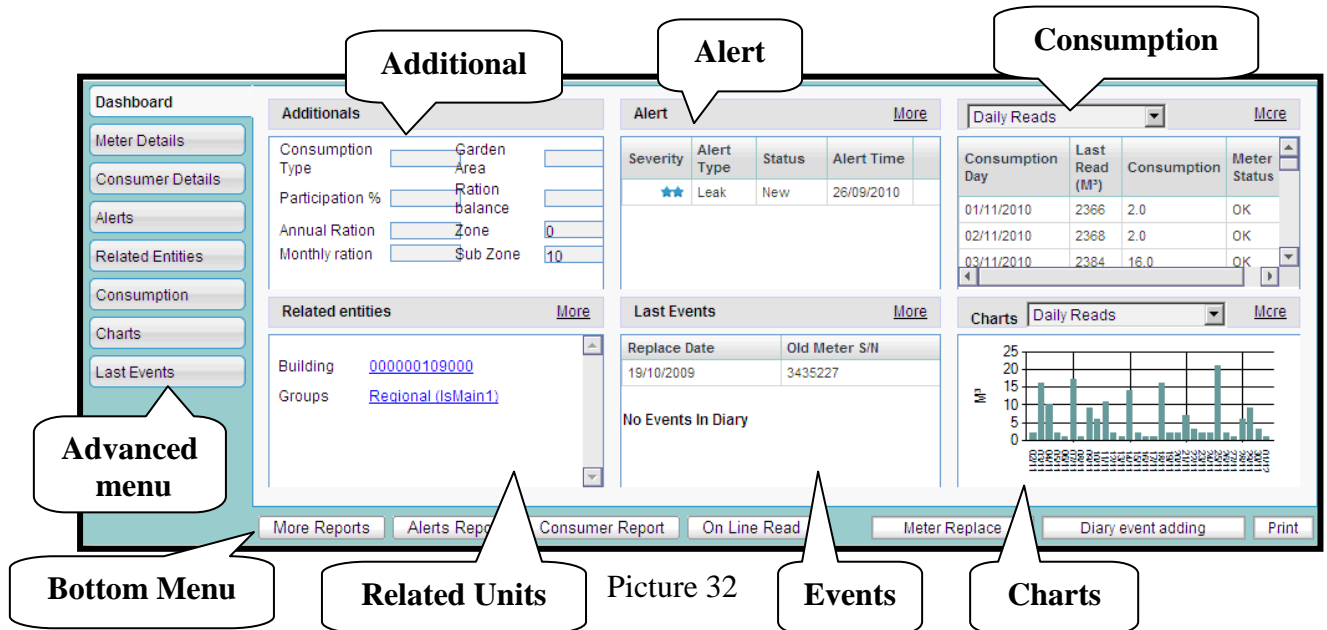 Additional
Alert
Consumption
Dashboard
Meter Details
Consumer Details
Alerts
Related Entities
Consumption
Charts
Last Events
Additionals
Consumption Type
Garden Area
Participation %
Ration balance
Annual Ration
Zone 0
Monthly ration
Sub Zone 10
Alert More
Severity Alert Type Status Alert Time
Leak New 26/09/2010
Daily Reads More
Consumption Day Last Read (M³) Consumption Meter Status
01/11/2010 2366 2.0 OK
02/11/2010 2368 2.0 OK
03/11/2010 2384 16.0 OK
Related entities More
Building 000000109000
Groups Regional (IsMain1)
Last Events More
Replace Date Old Meter S/N
19/10/2009 3435227
No Events In Diary
Charts Daily Reads More
M³
25
20
15
10
5
0
Advanced
menu
More Reports Alerts Consumer Report On Line Read Meter Replace Diary event adding Print
Bottom Menu
Related Units
Picture 32
Events
Charts